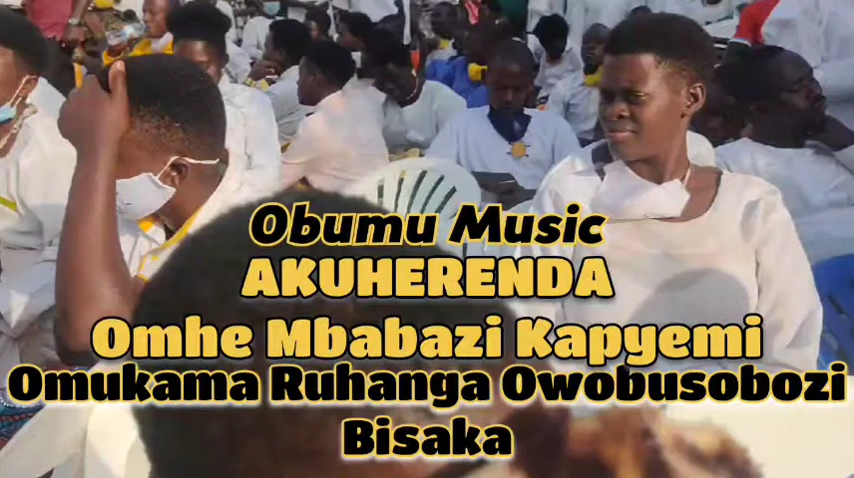 Obumu Music
AKUHERENDA
Omhe Mbabazi Kapyemi
Omukama Ruhanga Owobusobozi
Bisaka